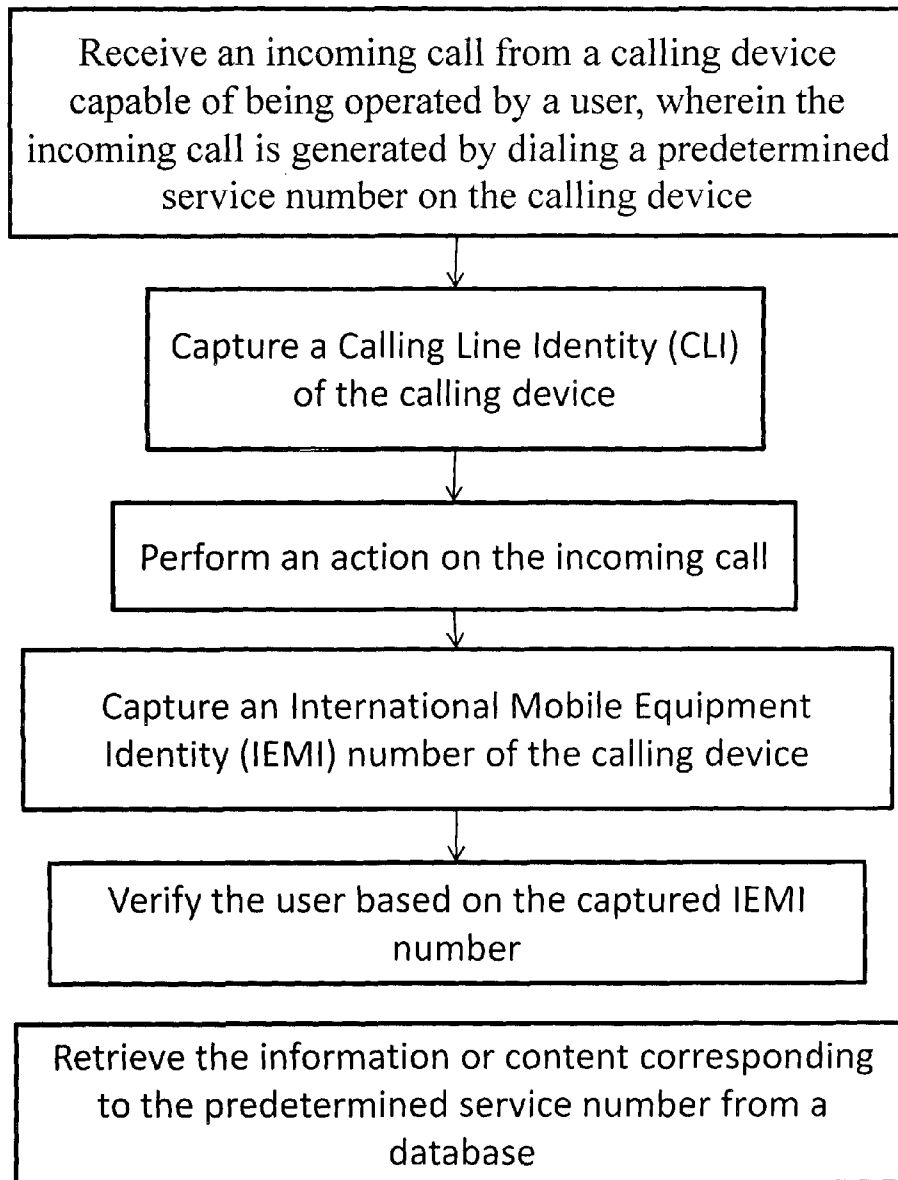 Receive an incoming call from a calling device
capable of being operated by a user, wherein the
incoming call is generated by dialing a predetermined
service number on the calling device
Capture a Calling Line Identity (CLI)
of the calling device
Perform an action on the incoming call
Capture an International Mobile Equipment
Identity (IEMI) number of the calling device
Verify the user based on the captured IEMI
number
Retrieve the information or content corresponding
to the predetermined service number from a
database